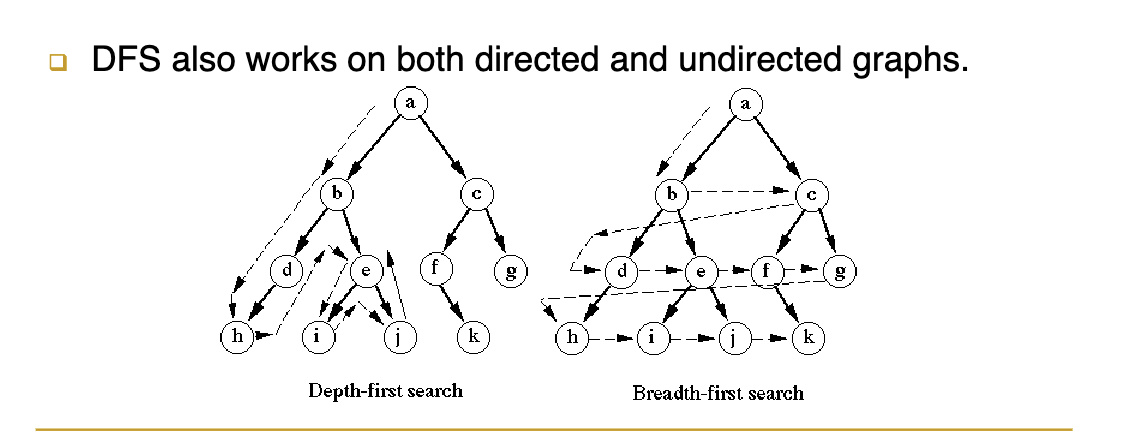 DFS also works on both directed and undirected graphs.
a
b c
d e f g
h i j k
a
b c
d e f g
h i j k
Depth-first search
Breadth-first search